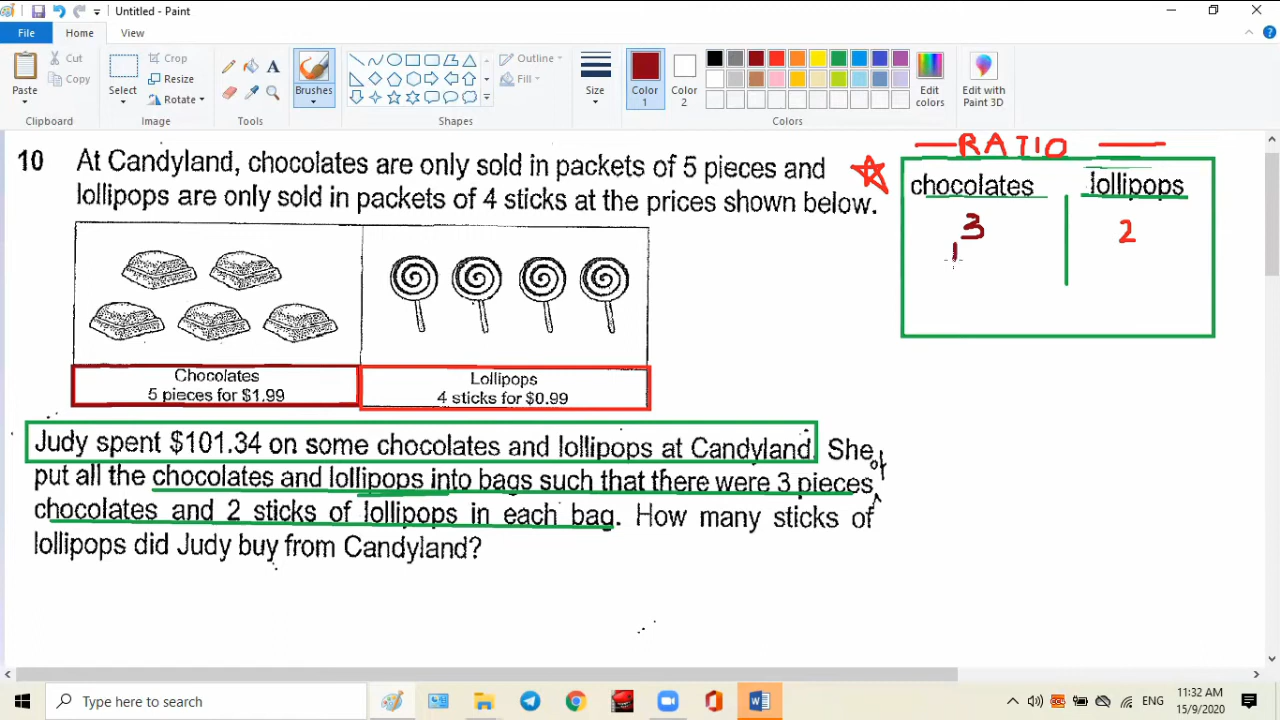 Untitled - Paint
File
Home
View
Paste
Cut
Copy
Clipboard
Select
Crop
Resize
Rotate
Image
Tools
Brushes
Shapes
Outline
Fill
Size
Color 1
Color 2
Edit colors
Edit with Paint 3D
Colors
RATIO
chocolates lollipops
3 2
1
10 At Candyland, chocolates are only sold in packets of 5 pieces and
lollipops are only sold in packets of 4 sticks at the prices shown below.
Chocolates
5 pieces for $1.99
Lollipops
4 sticks for $0.99
Judy spent $101.34 on some chocolates and lollipops at Candyland. She
put all the chocolates and lollipops into bags such that there were 3 pieces of
chocolates and 2 sticks of lollipops in each bag. How many sticks of
lollipops did Judy buy from Candyland?
Type here to search
ENG
11:32 AM
15/9/2020